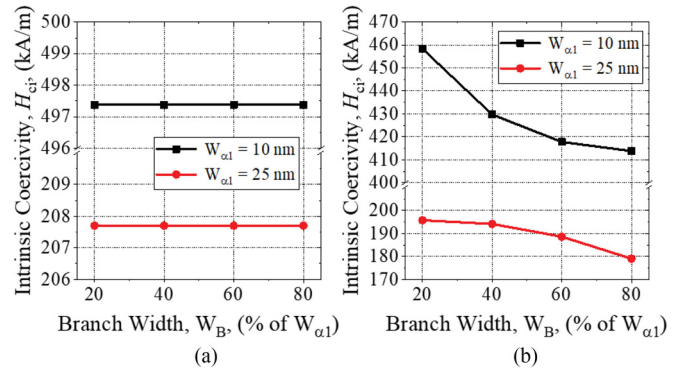 500
499
498
497
496
209
208
207
206
Intrinsic Coercivity, Hci, (kA/m)
Wα1 = 10 nm
Wα1 = 25 nm
20 40 60 80
Branch Width, WB, (% of Wα1)
(a)
470
460
450
440
430
420
410
400
200
190
180
170
Intrinsic Coercivity, Hci, (kA/m)
Wα1 = 10 nm
Wα1 = 25 nm
20 40 60 80
Branch Width, WB, (% of Wα1)
(b)